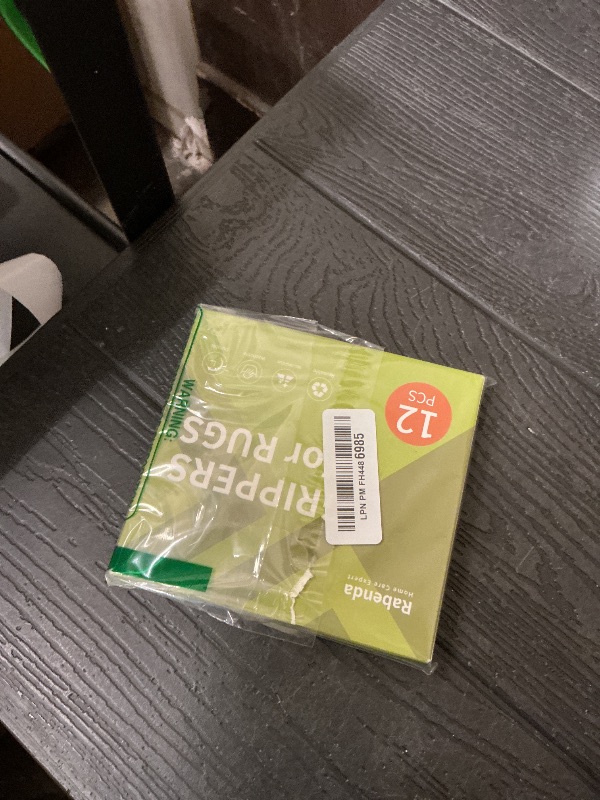 Rabenda
Home Care Expert
12
PCS
RIPPERS
or RUGS
WARNING!
LPN PM FH448 6985